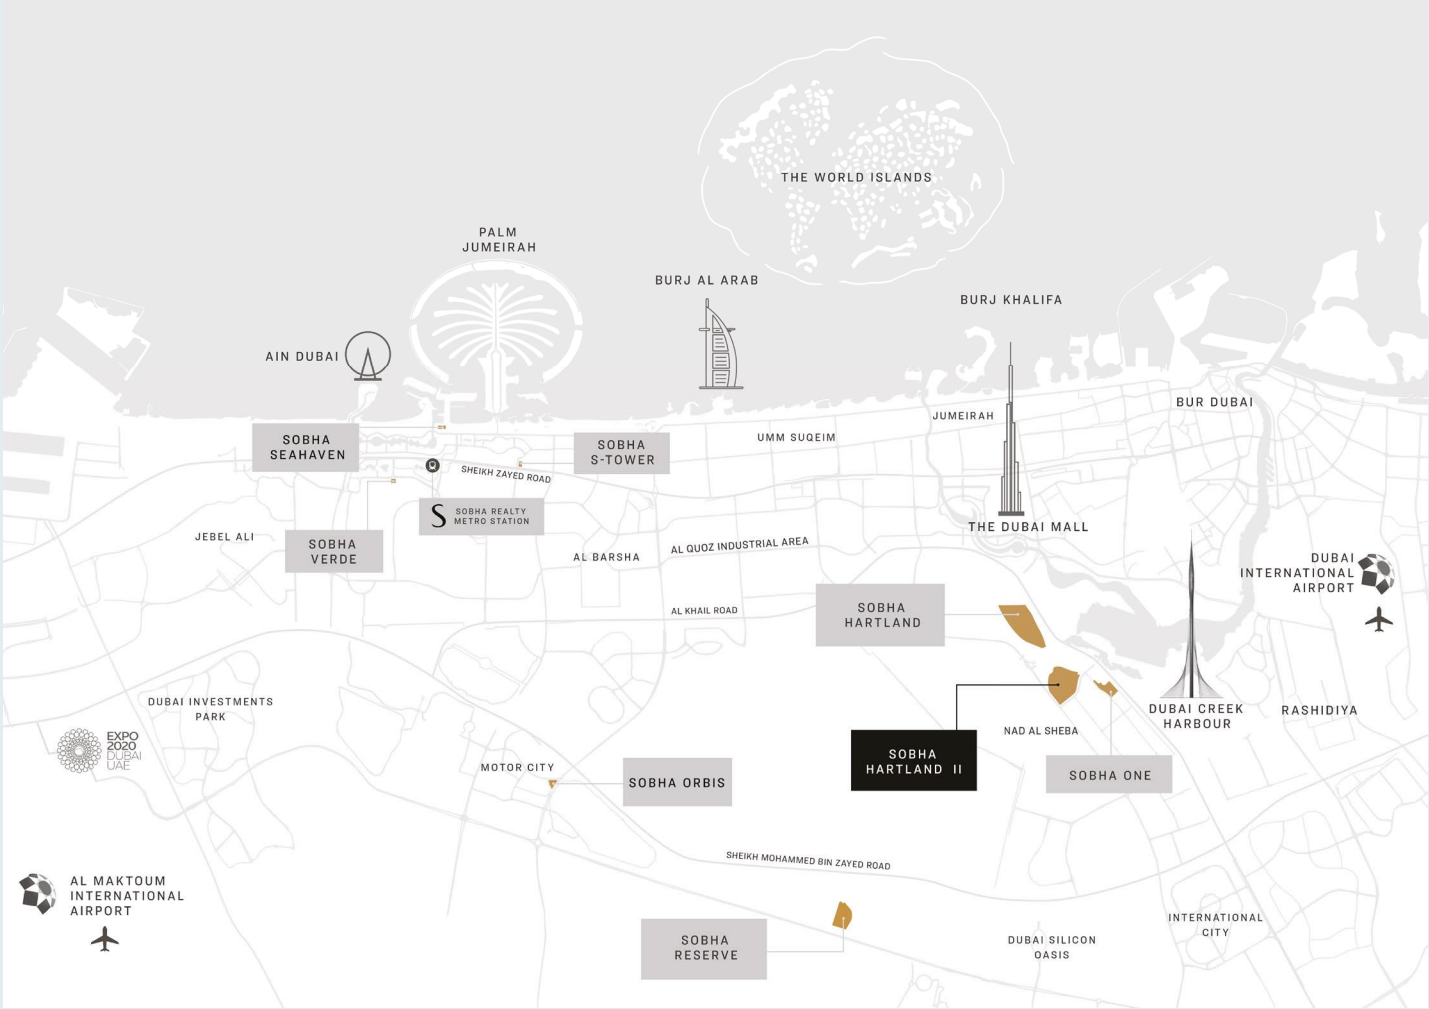 THE WORLD ISLANDS
PALM
JUMEIRAH
BURJ AL ARAB
BURJ KHALIFA
AIN DUBAI
BUR DUBAI
JUMEIRAH
UMM SUQEIM
SOBHA
SEAHAVEN
SOBHA
S-TOWER
SHEIKH ZAYED ROAD
SOBHA REALTY
METRO STATION
THE DUBAI MALL
JEBEL ALI
SOBHA
VERDE
AL BARSHA
AL QUOZ INDUSTRIAL AREA
DUBAI
INTERNATIONAL
AIRPORT
AL KHAIL ROAD
SOBHA
HARTLAND
DUBAI INVESTMENTS
PARK
DUBAI CREEK
HARBOUR
RASHIDIYA
NAD AL SHEBA
EXPO
2020
DUBAI
UAE
SOBHA
HARTLAND II
MOTOR CITY
SOBHA ORBIS
SOBHA ONE
SHEIKH MOHAMMED BIN ZAYED ROAD
AL MAKTOUM
INTERNATIONAL
AIRPORT
INTERNATIONAL
CITY
SOBHA
RESERVE
DUBAI SILICON
OASIS